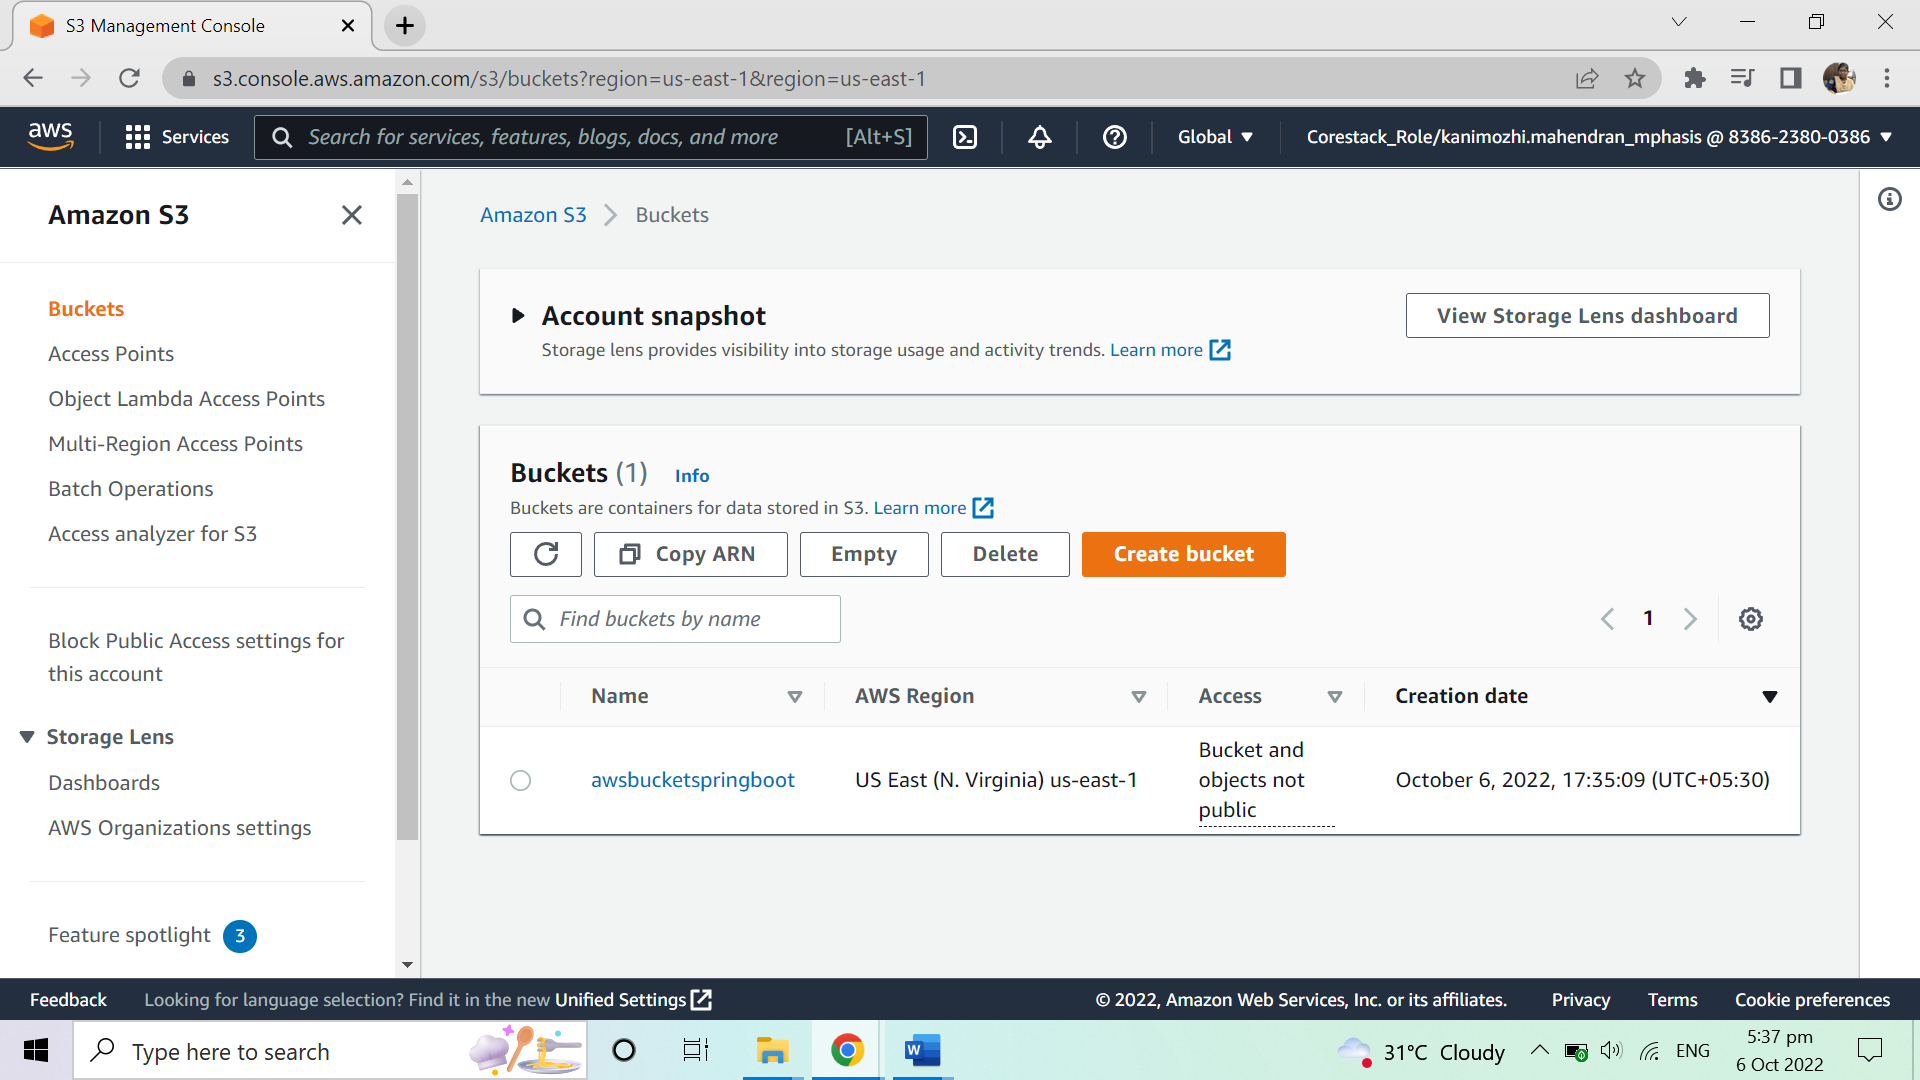 S3 Management Console
s3.console.aws.amazon.com/s3/buckets?region=us-east-1&region=us-east-1
aws
Services
Search for services, features, blogs, docs, and more
[Alt+S]
Global
Corestack_Role/kanimozhi.mahendran_mphasis @ 8386-2380-0386
Amazon S3
Buckets
Access Points
Object Lambda Access Points
Multi-Region Access Points
Batch Operations
Access analyzer for S3
Block Public Access settings for
this account
Storage Lens
Dashboards
AWS Organizations settings
Feature spotlight 3
Amazon S3
Buckets
Account snapshot
Storage lens provides visibility into storage usage and activity trends. Learn more
View Storage Lens dashboard
Buckets (1) Info
Buckets are containers for data stored in S3. Learn more
Copy ARN
Empty
Delete
Create bucket
Find buckets by name
1
Name
AWS Region
Access
Creation date
awsbucketspringboot
US East (N. Virginia) us-east-1
Bucket and
objects not
public
October 6, 2022, 17:35:09 (UTC+05:30)
Feedback
Looking for language selection? Find it in the new Unified Settings
© 2022, Amazon Web Services, Inc. or its affiliates.
Privacy
Terms
Cookie preferences
Type here to search
W
31°C Cloudy
ENG
5:37 pm
6 Oct 2022